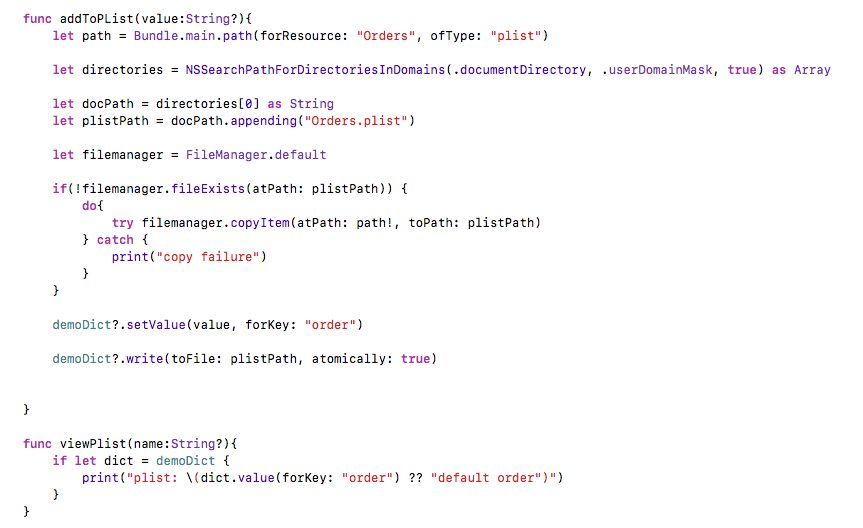 func addToPList(value:String?){
    let path = Bundle.main.path(forResource: "Orders", ofType: "plist")

    let directories = NSSearchPathForDirectoriesInDomains(.documentDirectory, .userDomainMask, true) as Array

    let docPath = directories[0] as String
    let plistPath = docPath.appending("Orders.plist")

    let filemanager = FileManager.default

    if(!filemanager.fileExists(atPath: plistPath)) {
        do{
            try filemanager.copyItem(atPath: path!, toPath: plistPath)
        } catch {
            print("copy failure")
        }
    }

    demoDict?.setValue(value, forKey: "order")

    demoDict?.write(toFile: plistPath, atomically: true)


}

func viewPlist(name:String?){
    if let dict = demoDict {
        print("plist: \(dict.value(forKey: "order") ?? "default order")")
    }
}